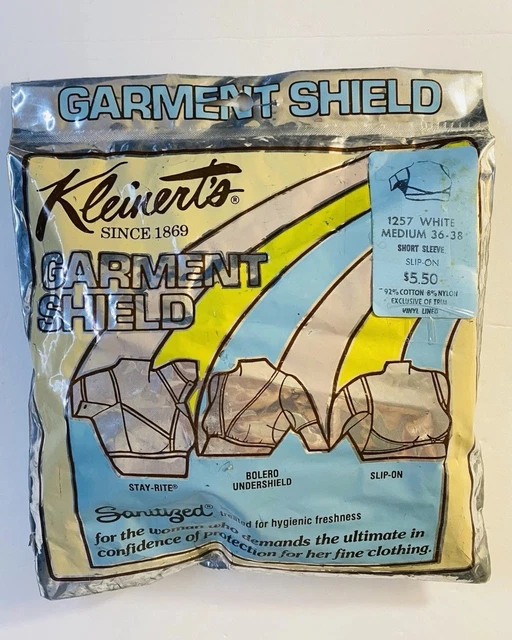 GARMENT SHIELD
Kleinert's®
SINCE 1869
GARMENT
SHIELD
1257 WHITE
MEDIUM 36-38
SHORT SLEEVE
SLIP-ON
$5.50
92% COTTON 8% NYLON
EXCLUSIVE OF TRIM
VINYL LINED
STAY-RITE®
BOLERO
UNDERSHIELD
SLIP-ON
Sanitized® treated for hygienic freshness
for the woman who demands the ultimate in
confidence of protection for her fine clothing.